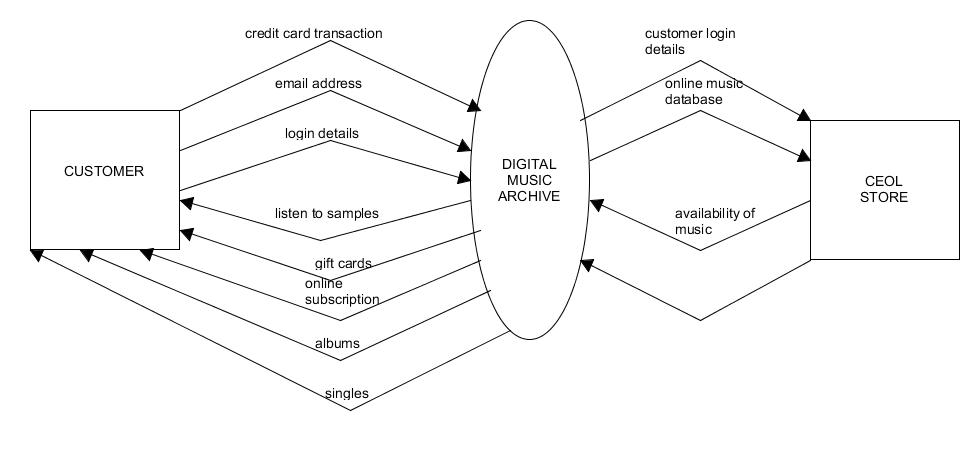 credit card transaction
email address
login details
CUSTOMER
listen to samples
gift cards
online
subscription
albums
singles
DIGITAL
MUSIC
ARCHIVE
customer login
details
online music
database
availability of
music
CEOL
STORE